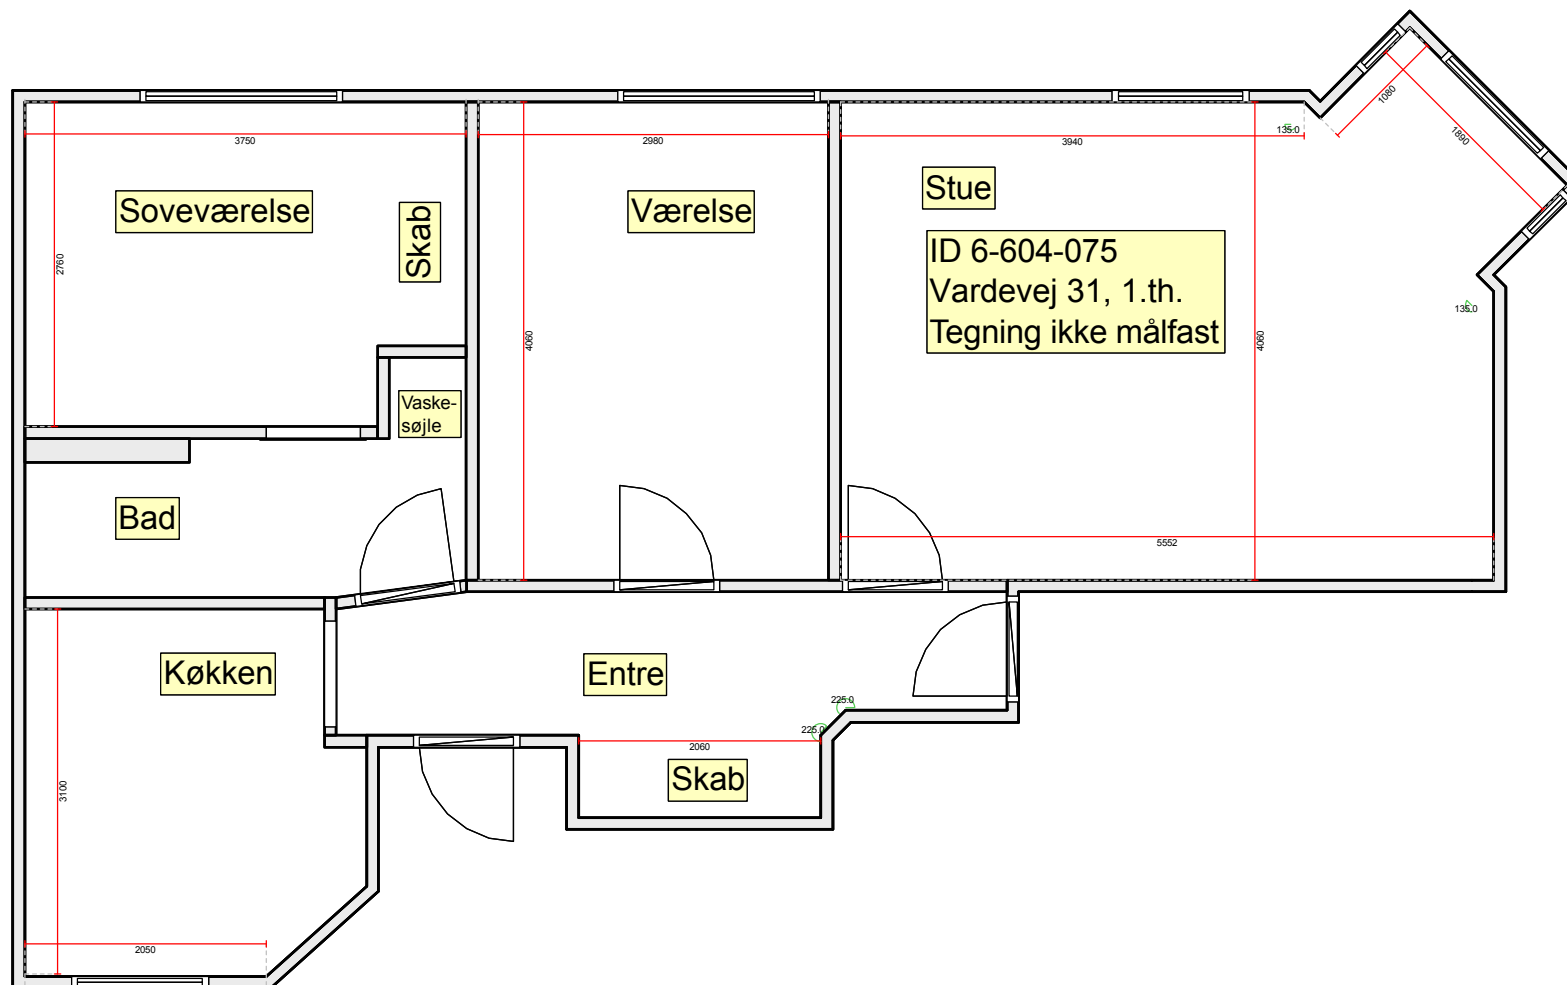 1080
1890
3750
2980
3940
135.0
Soveværelse
Skab
Værelse
Stue
ID 6-604-075
Vardevej 31, 1.th.
Tegning ikke målfast
2760
4060
4060
135.0
Vaske-
søjle
Bad
5552
Køkken
Entre
225.0
225.0
2060
Skab
3100
2050